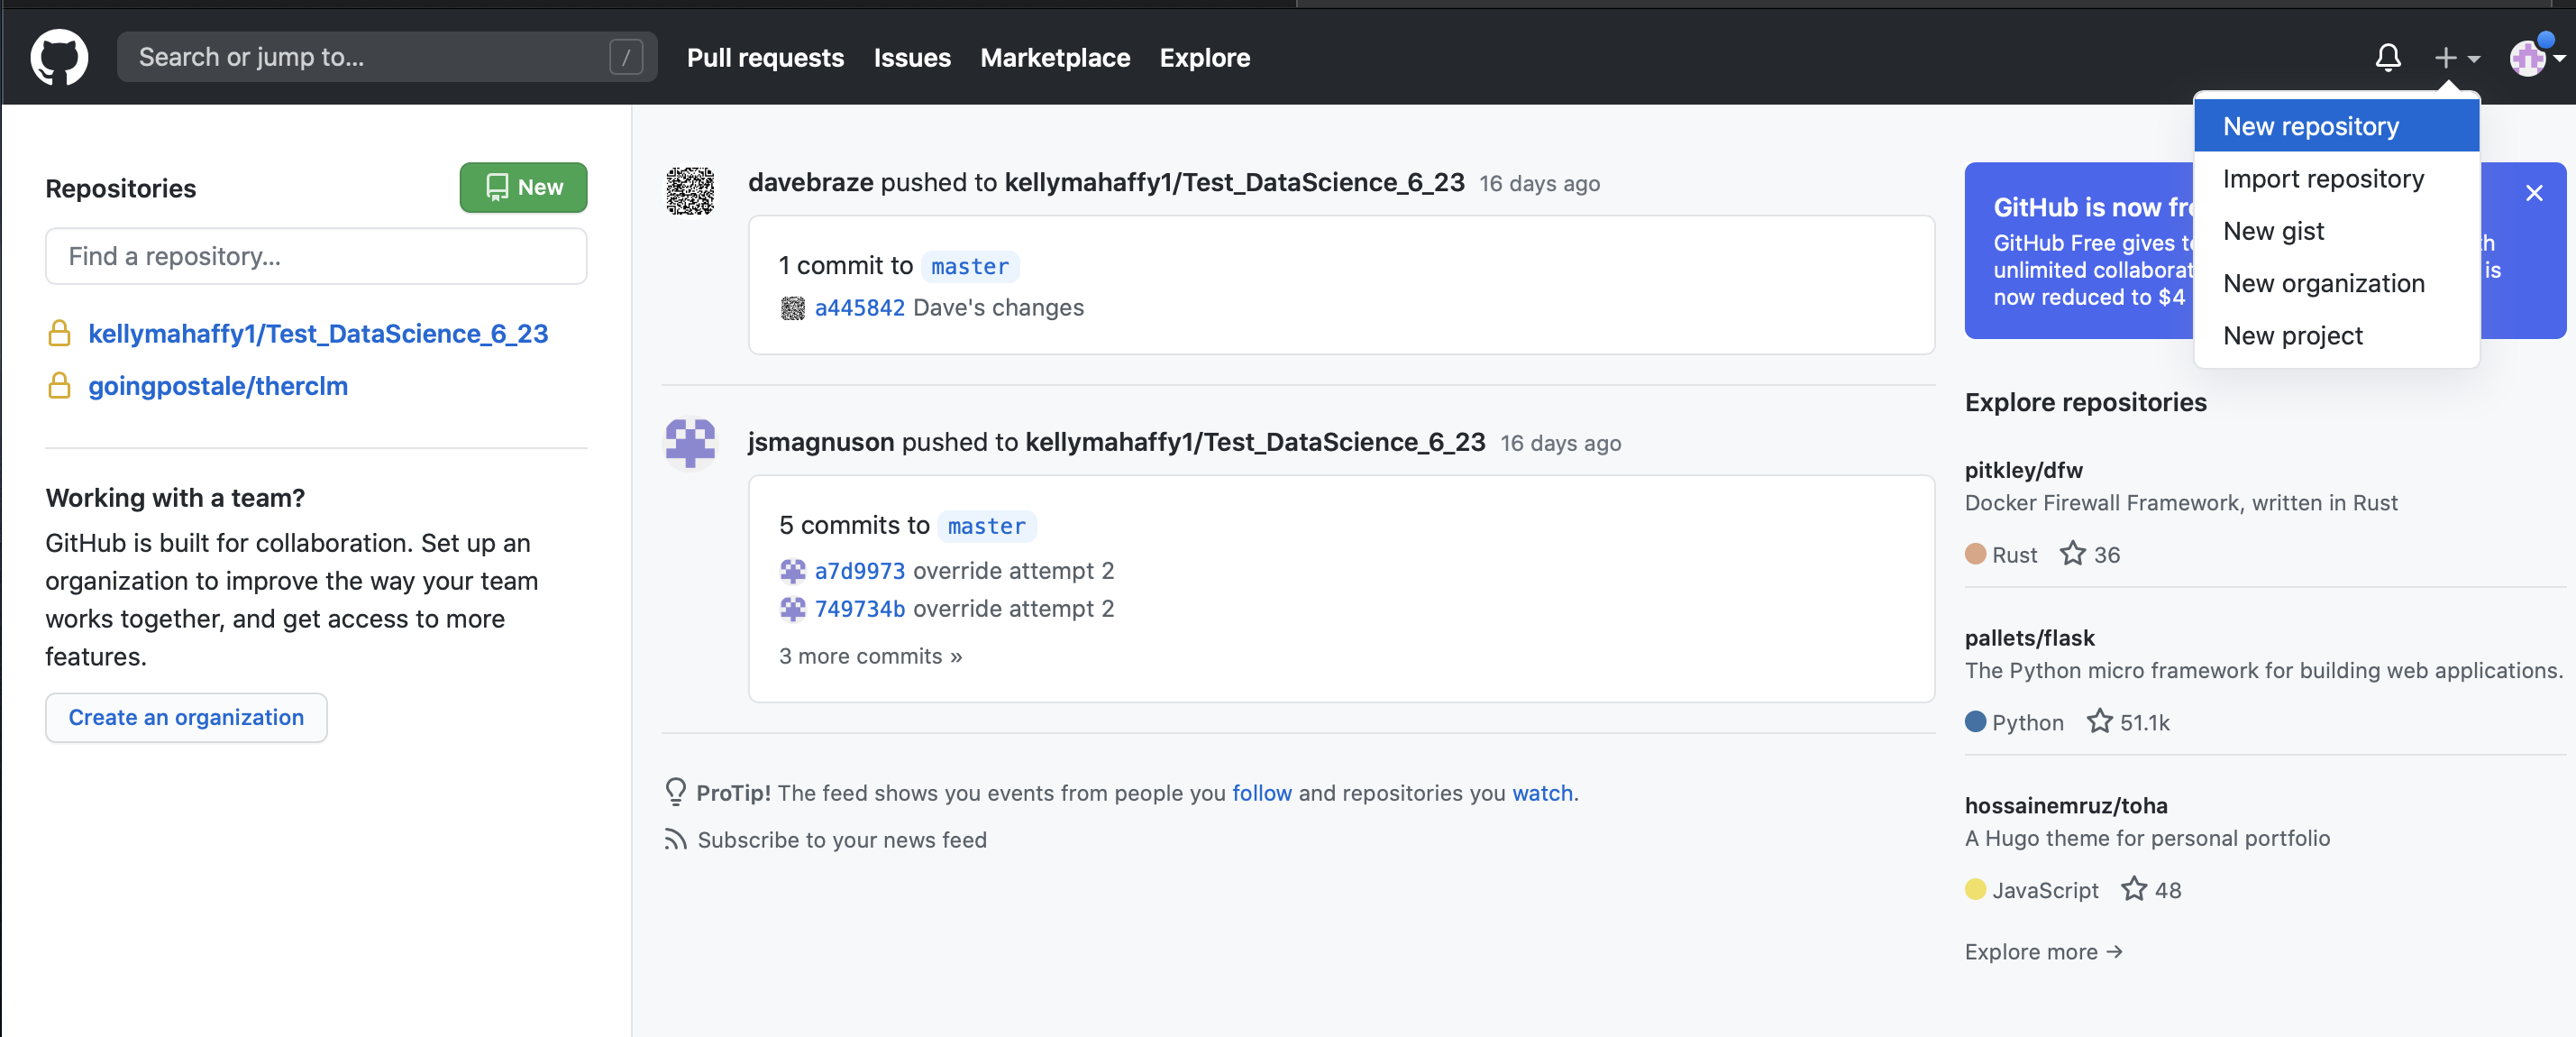 Search or jump to... /
Pull requests
Issues
Marketplace
Explore
New repository
Import repository
New gist
New organization
New project
Repositories
New
Find a repository...
kellymahaffy1/Test_DataScience_6_23
goingpostale/therclm
Working with a team?
GitHub is built for collaboration. Set up an
organization to improve the way your team
works together, and get access to more
features.
Create an organization
davebraze pushed to kellymahaffy1/Test_DataScience_6_23 16 days ago
1 commit to master
a445842 Dave's changes
jsmagnuson pushed to kellymahaffy1/Test_DataScience_6_23 16 days ago
5 commits to master
a7d9973 override attempt 2
749734b override attempt 2
3 more commits »
ProTip! The feed shows you events from people you follow and repositories you watch.
Subscribe to your news feed
GitHub is now
GitHub Free gives
unlimited is
now reduced to $4
Explore repositories
pitkley/dfw
Docker Firewall Framework, written in Rust
Rust 36
pallets/flask
The Python micro framework for building web applications.
Python 51.1k
hossainemruz/toha
A Hugo theme for personal portfolio
JavaScript 48
Explore more →